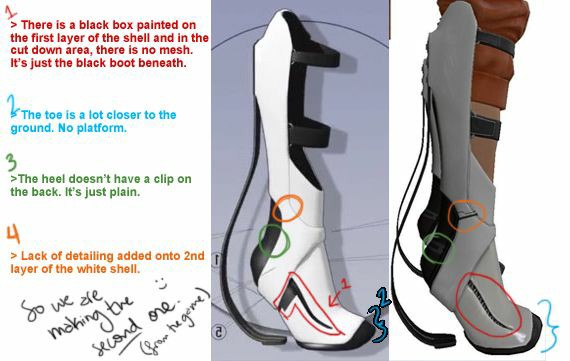 1
> There is a black box painted on
the first layer of the shell and in the
cut down area, there is no mesh.
It's just the black boot beneath.
2
>The toe is a lot closer to the
ground. No platform.
3
>The heel doesn't have a clip on
the back. It's just plain.
4
> Lack of detailing added onto 2nd
layer of the white shell.
So we are
making the
second one.
(from the game)
1
2
5